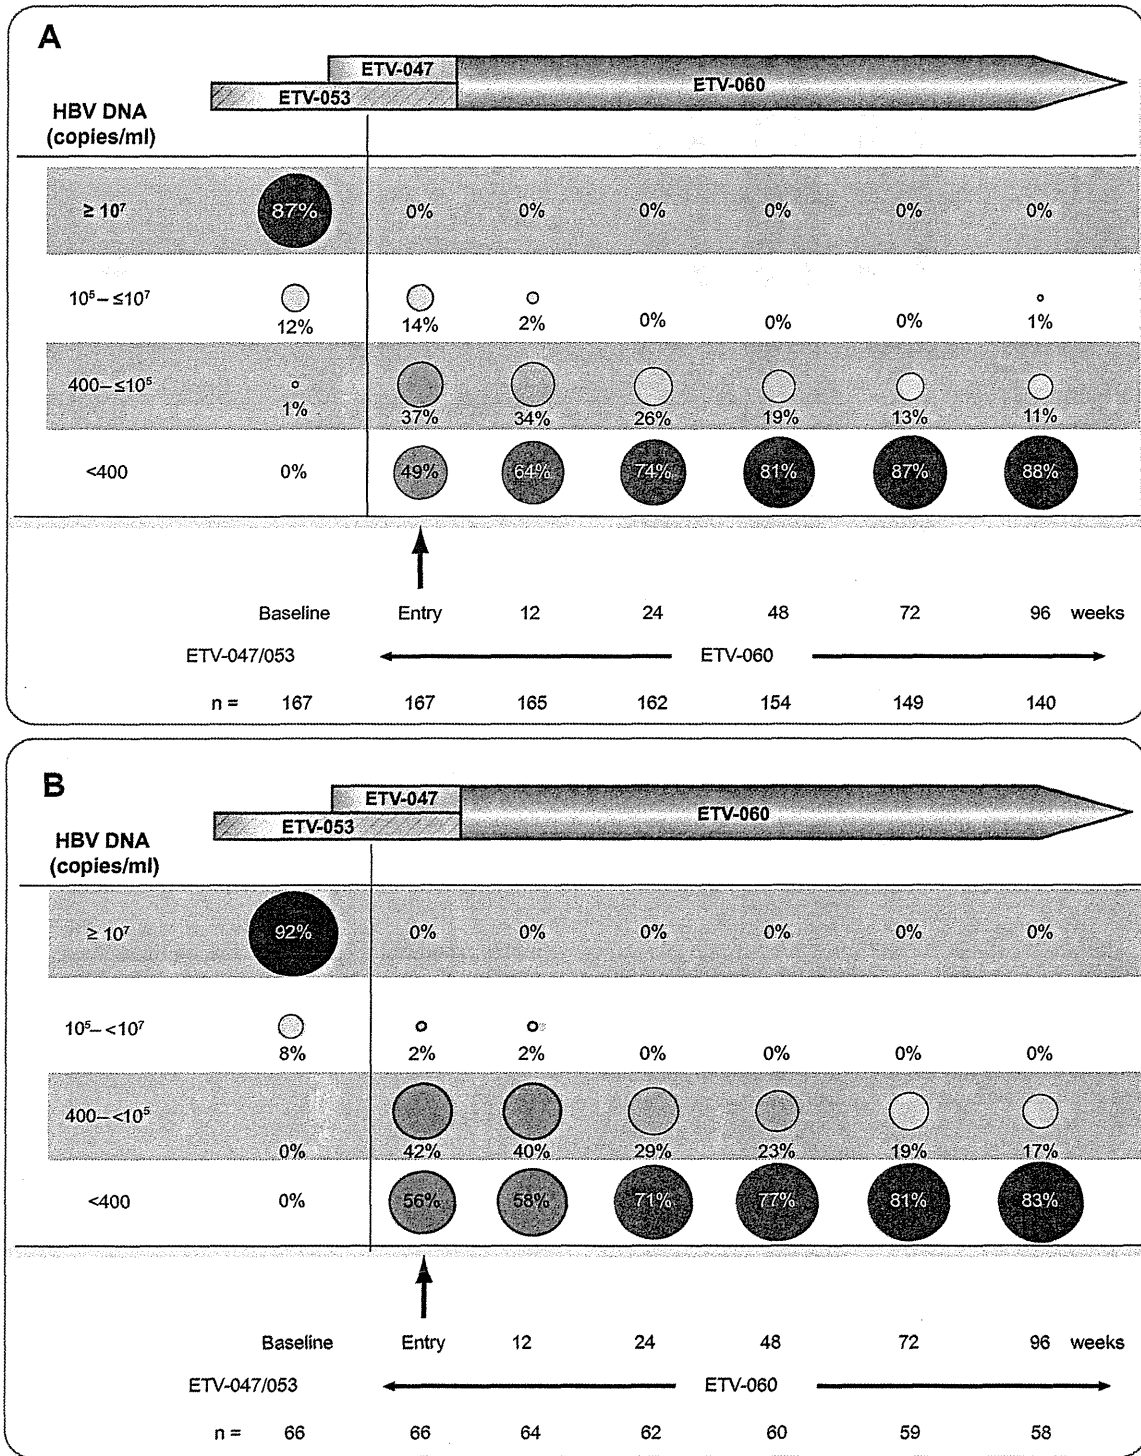 A
ETV-047
ETV-053
ETV-060
HBV DNA
(copies/ml)
≥ 10⁷ 87% 0% 0% 0% 0% 0% 0%
10⁵– ≤10⁷
12% 14% 2% 0% 0% 0% 1%
400– ≤10⁵
1% 37% 34% 26% 19% 13% 11%
<400 0% 49% 64% 74% 81% 87% 88%
Baseline Entry 12 24 48 72 96 weeks
ETV-047/053 ETV-060
n = 167 167 165 162 154 149 140
B
ETV-047
ETV-053
ETV-060
HBV DNA
(copies/ml)
≥ 10⁷ 92% 0% 0% 0% 0% 0% 0%
10⁵– <10⁷
8% 2% 2% 0% 0% 0% 0%
400– <10⁵
0% 42% 40% 29% 23% 19% 17%
<400 0% 56% 58% 71% 77% 81% 83%
Baseline Entry 12 24 48 72 96 weeks
ETV-047/053 ETV-060
n = 66 66 64 62 60 59 58